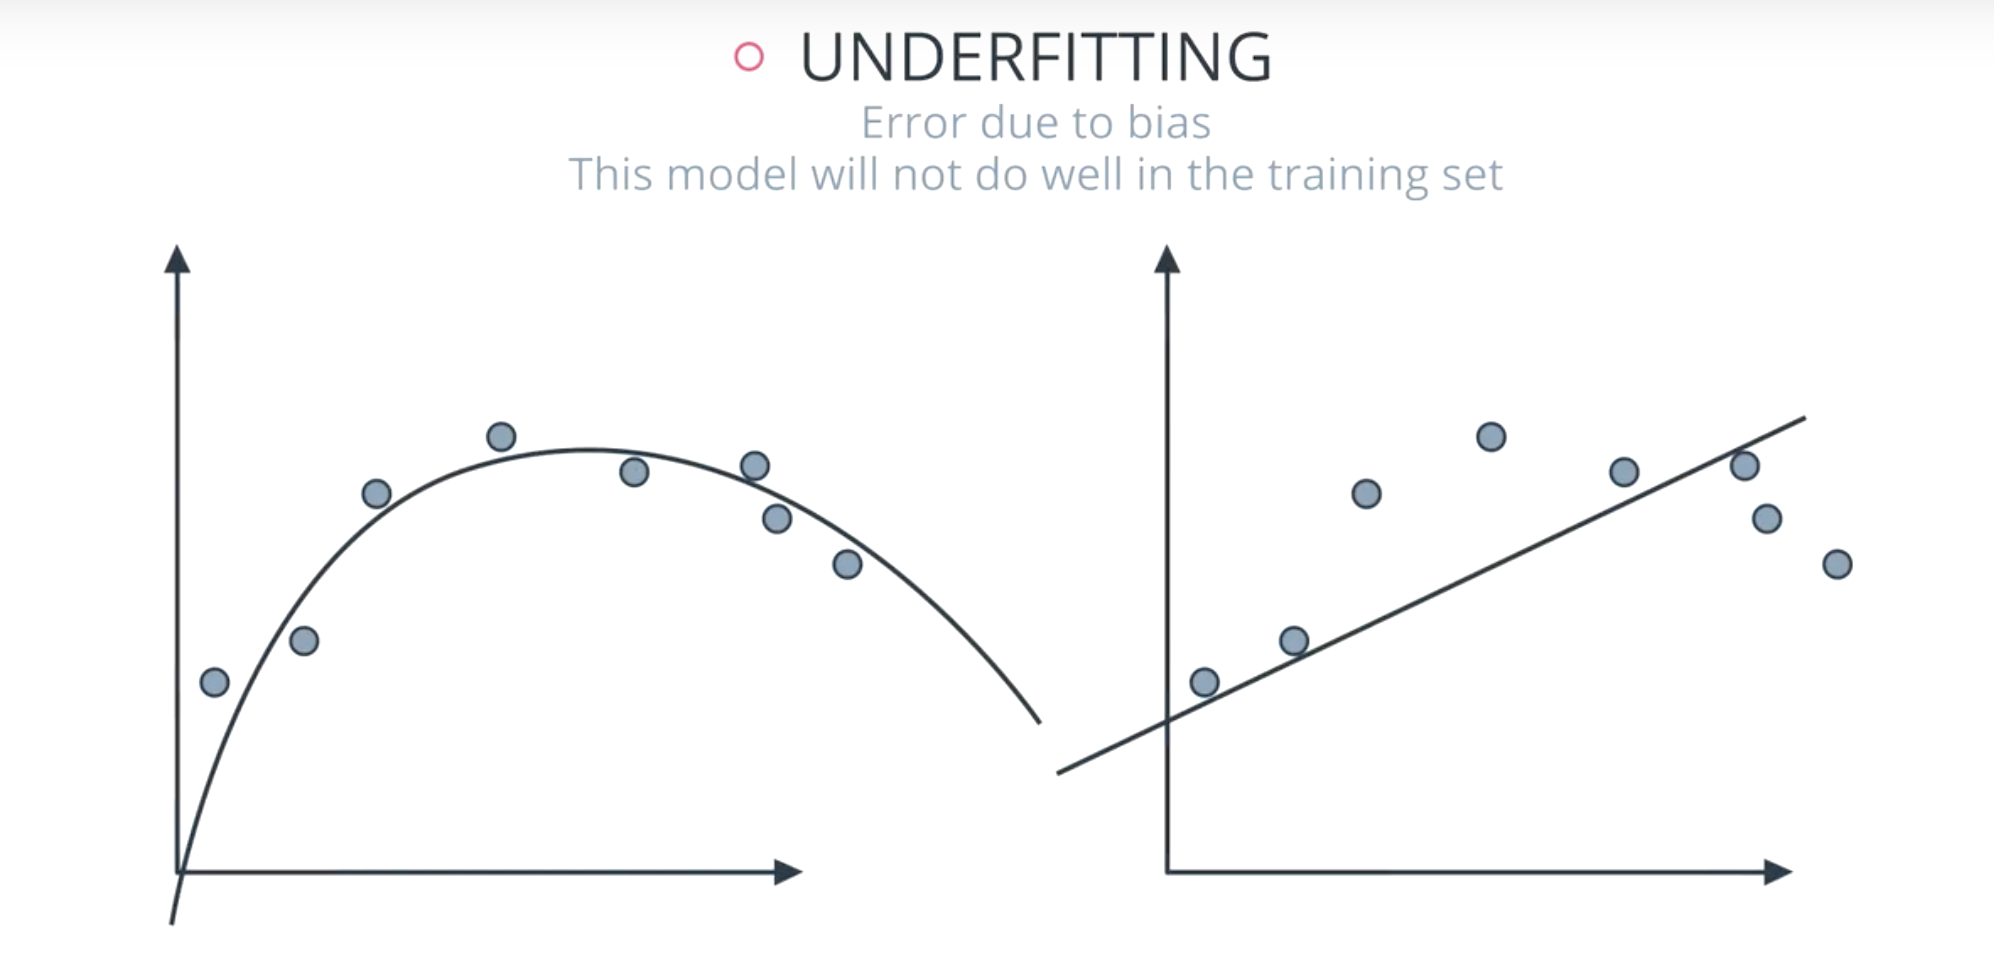 UNDERFITTING
Error due to bias
This model will not do well in the training set